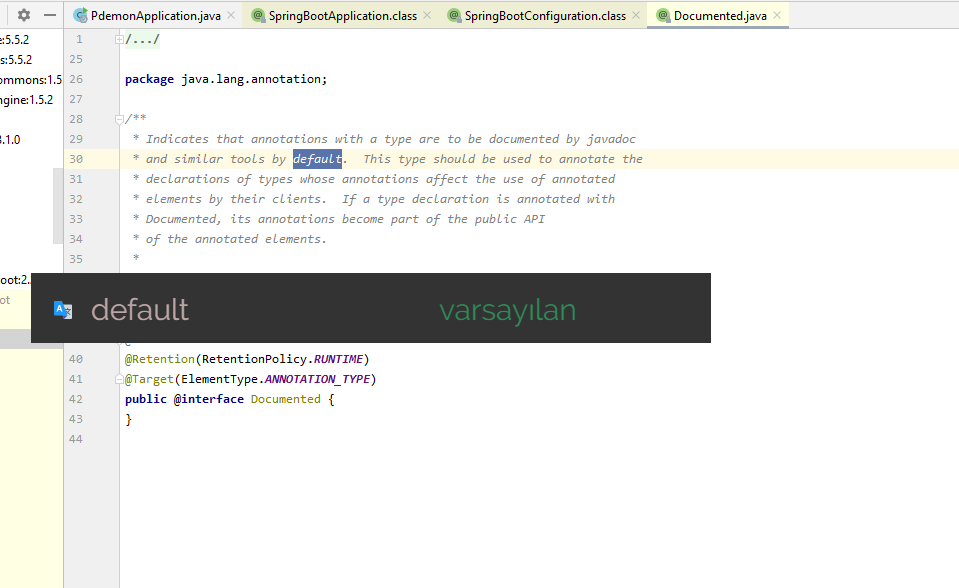 PdemonApplication.java
SpringBootApplication.class
SpringBootConfiguration.class
Documented.java
:5.5.2
s:5.5.2
ommons:1.5
ngine:1.5.2
.1.0
oot:2.
ot
1 /.../
25
26 package java.lang.annotation;
27
28 /**
29 * Indicates that annotations with a type are to be documented by javadoc
30 * and similar tools by default.  This type should be used to annotate the
31 * declarations of types whose annotations affect the use of annotated
32 * elements by their clients.  If a type declaration is annotated with
33 * Documented, its annotations become part of the public API
34 * of the annotated elements.
35 *
default varsayılan
40 @Retention(RetentionPolicy.RUNTIME)
41 @Target(ElementType.ANNOTATION_TYPE)
42 public @interface Documented {
43 }
44